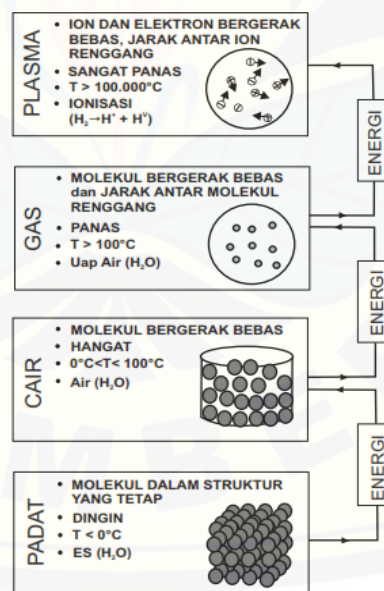 PLASMA
• ION DAN ELEKTRON BERGERAK
BEBAS, JARAK ANTAR ION
RENGGANG
• SANGAT PANAS
• T > 100.000°C
• IONISASI
(H₂→H⁺ + Hᵛ)
ENERGI
GAS
• MOLEKUL BERGERAK BEBAS
dan JARAK ANTAR MOLEKUL
RENGGANG
• PANAS
• T > 100°C
• Uap Air (H₂O)
ENERGI
CAIR
• MOLEKUL BERGERAK BEBAS
• HANGAT
• 0°C<T< 100°C
• Air (H₂O)
ENERGI
PADAT
• MOLEKUL DALAM STRUKTUR
YANG TETAP
• DINGIN
• T < 0°C
• ES (H₂O)